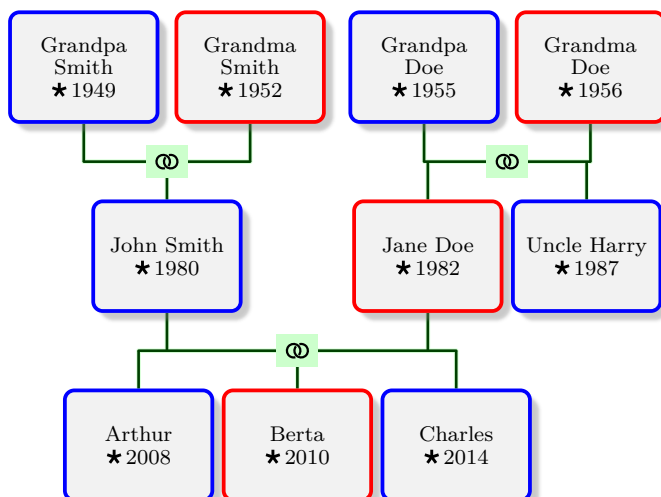 Grandpa
Smith
★ 1949
Grandma
Smith
★ 1952
Grandpa
Doe
★ 1955
Grandma
Doe
★ 1956
John Smith
★ 1980
Jane Doe
★ 1982
Uncle Harry
★ 1987
Arthur
★ 2008
Berta
★ 2010
Charles
★ 2014